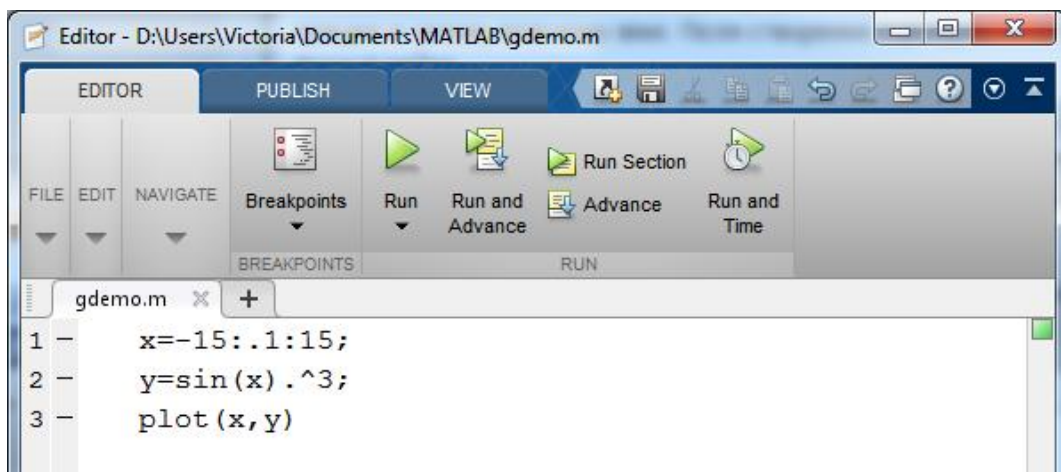 Editor - D:\Users\Victoria\Documents\MATLAB\gdemo.m
EDITOR PUBLISH VIEW
FILE EDIT NAVIGATE Breakpoints Run Run and Advance Run Section Advance Run and Time
BREAKPOINTS RUN
gdemo.m
1 - x=-15:.1:15;
2 - y=sin(x).^3;
3 - plot(x,y)